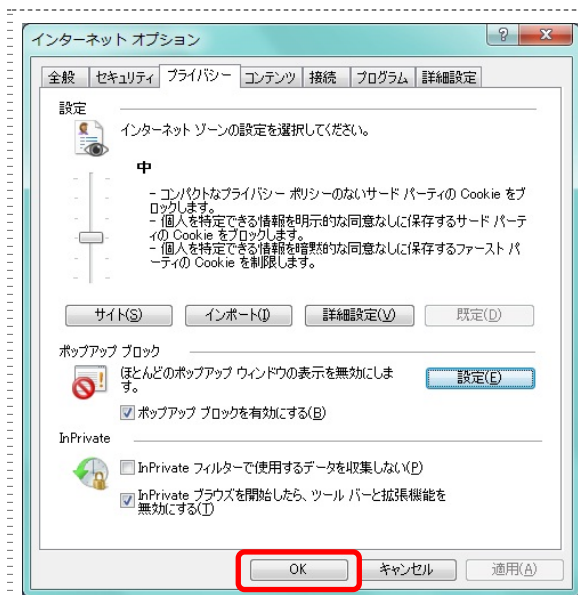 インターネット オプション
全般 セキュリティ プライバシー コンテンツ 接続 プログラム 詳細設定
設定
インターネット ゾーンの設定を選択してください。
中
- コンパクトなプライバシー ポリシーのないサード パーティの Cookie をブ
ロックします。
- 個人を特定できる情報を明示的な同意なしに保存するサード パーテ
ィの Cookie をブロックします。
- 個人を特定できる情報を暗黙的な同意なしに保存するファースト パ
ーティの Cookie を制限します。
サイト(S) インポート(I) 詳細設定(V) 既定(D)
ポップアップ ブロック
ほとんどのポップアップ ウィンドウの表示を無効にしま
す。
設定(E)
ポップアップ ブロックを有効にする(B)
InPrivate
InPrivate フィルターで使用するデータを収集しない(P)
InPrivate ブラウズを開始したら、ツール バーと拡張機能を
無効にする(T)
OK キャンセル 適用(A)